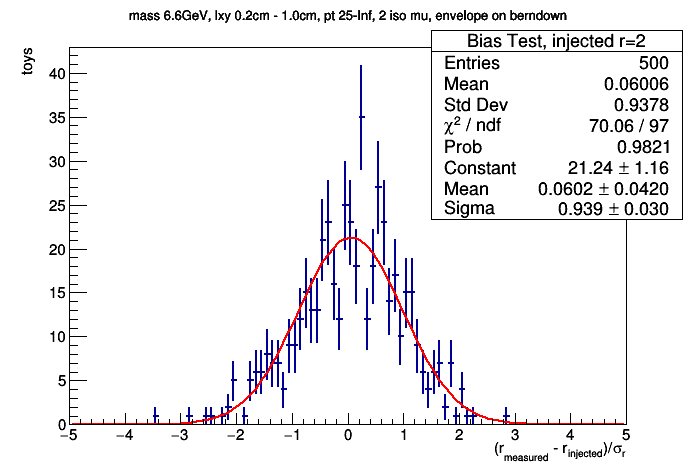 mass 6.6GeV, lxy 0.2cm - 1.0cm, pt 25-Inf, 2 iso mu, envelope on berndown
Bias Test, injected r=2
Entries 500
Mean 0.06006
Std Dev 0.9378
χ² / ndf 70.06 / 97
Prob 0.9821
Constant 21.24 ± 1.16
Mean 0.0602 ± 0.0420
Sigma 0.939 ± 0.030
toys
40
35
30
25
20
15
10
5
0
−5 −4 −3 −2 −1 0 1 2 3 4 5
(r_measured - r_injected)/σ_r